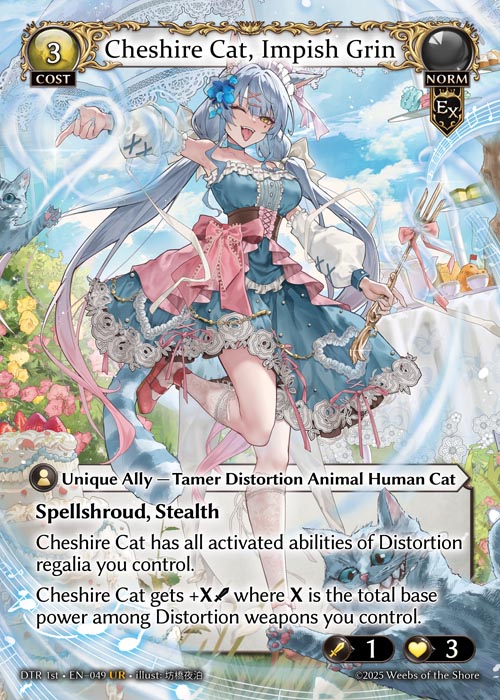 3
Cheshire Cat, Impish Grin
COST
NORM
Ex
Unique Ally — Tamer Distortion Animal Human Cat
Spellshroud, Stealth
Cheshire Cat has all activated abilities of Distortion
regalia you control.
Cheshire Cat gets +X where X is the total base
power among Distortion weapons you control.
1
3
DTR 1st • EN-049 UR • illust: 坊橋夜泊
©2025 Weebs of the Shore